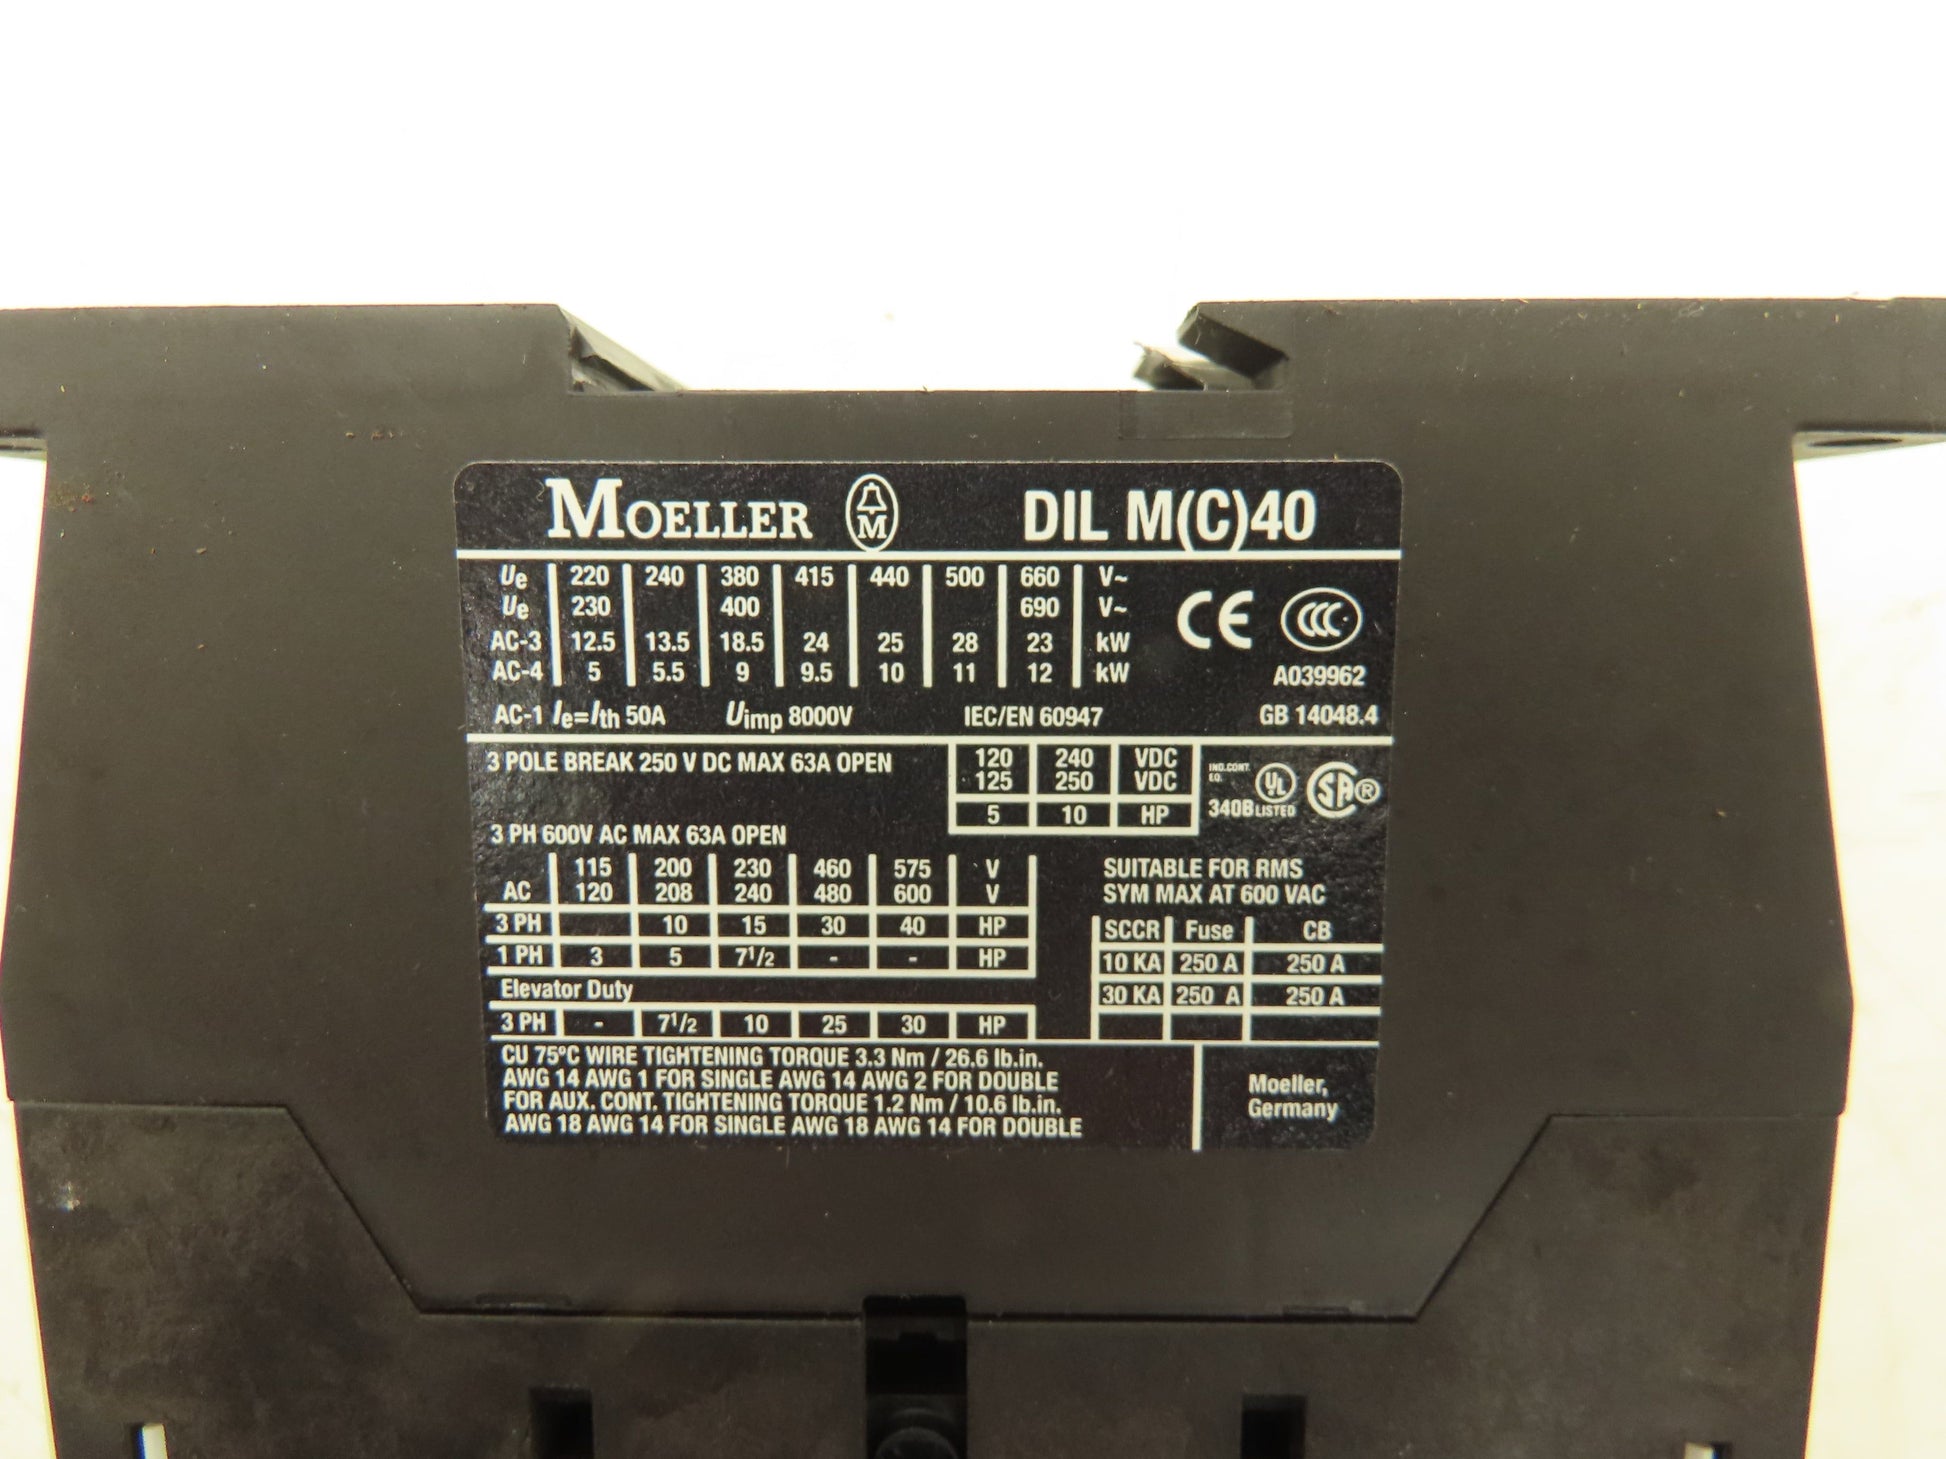 MOELLER M DIL M(C)40
Ue 220 240 380 415 440 500 660 V~
Ue 230 400 690 V~
AC-3 12.5 13.5 18.5 24 25 28 23 kW
AC-4 5 5.5 9 9.5 10 11 12 kW
CE CCC
A039962
AC-1 Ie=Ith 50A Uimp 8000V IEC/EN 60947 GB 14048.4
3 POLE BREAK 250 V DC MAX 63A OPEN
120 240 VDC
125 250 VDC
5 10 HP
IND.CONT.
EQ.
340B UL LISTED SA®
3 PH 600V AC MAX 63A OPEN
115 200 230 460 575 V
AC 120 208 240 480 600 V
3 PH 10 15 30 40 HP
1 PH 3 5 7 1/2 - - HP
Elevator Duty
3 PH - 7 1/2 10 25 30 HP
SUITABLE FOR RMS
SYM MAX AT 600 VAC
SCCR Fuse CB
10 KA 250 A 250 A
30 KA 250 A 250 A
CU 75°C WIRE TIGHTENING TORQUE 3.3 Nm / 26.6 lb.in.
AWG 14 AWG 1 FOR SINGLE AWG 14 AWG 2 FOR DOUBLE
FOR AUX. CONT. TIGHTENING TORQUE 1.2 Nm / 10.6 lb.in.
AWG 18 AWG 14 FOR SINGLE AWG 18 AWG 14 FOR DOUBLE
Moeller,
Germany